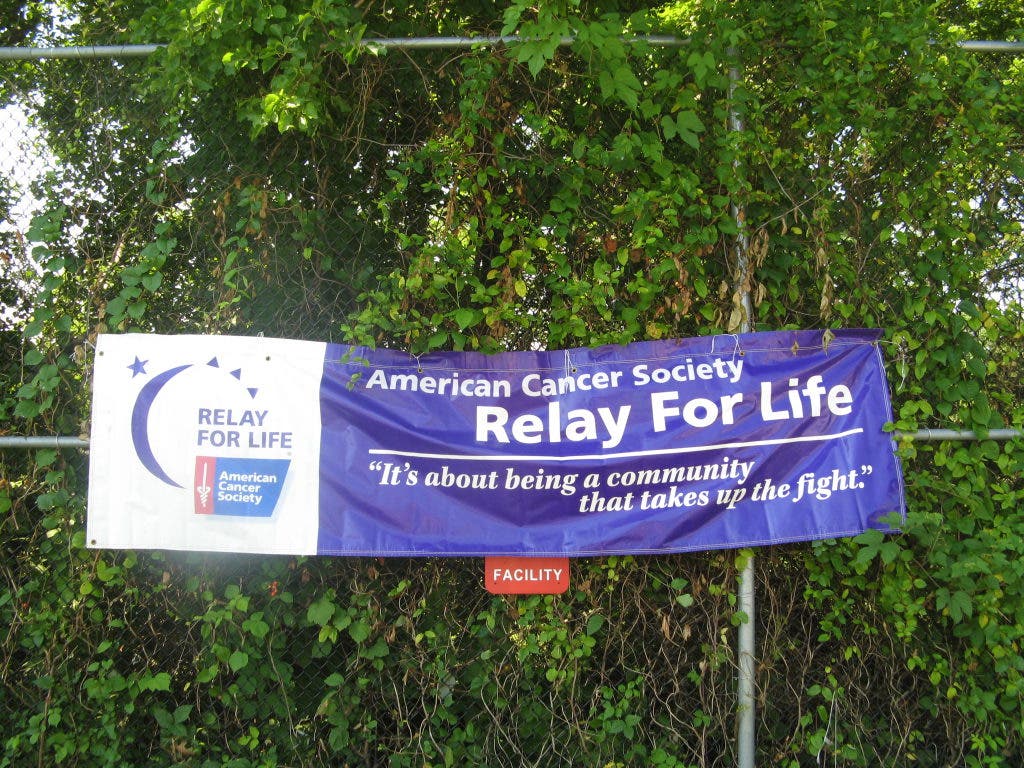 RELAY
FOR LIFE
American
Cancer
Society
American Cancer Society
Relay For Life
“It's about being a community
that takes up the fight.”
FACILITY